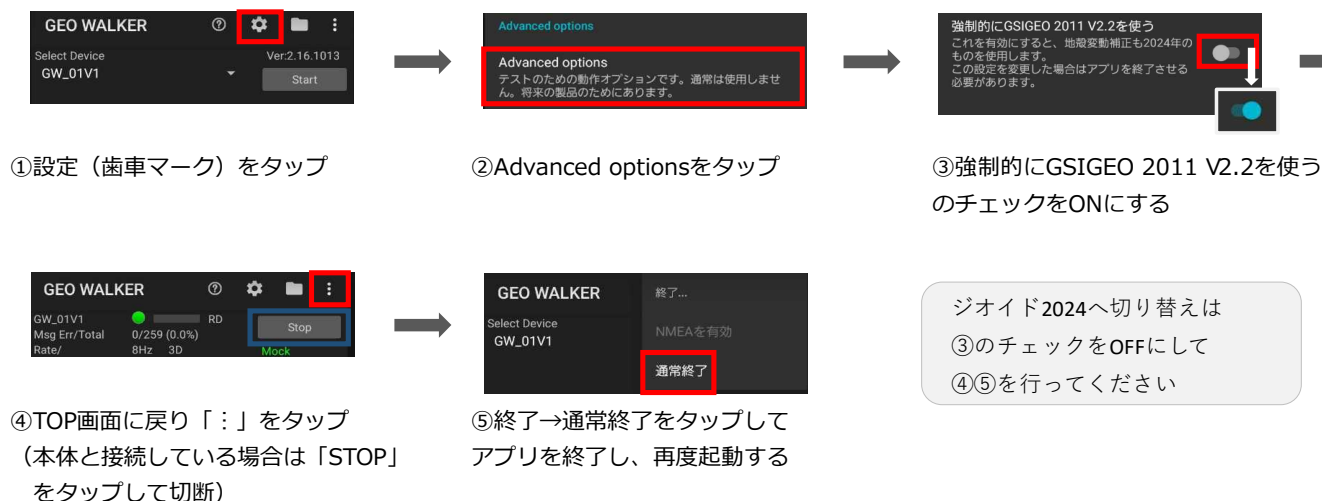 GEO WALKER
Select Device
Ver:2.16.1013
GW_01V1
Start
①設定（歯車マーク）をタップ
Advanced options
Advanced options
テストのための動作オプションです。通常は使用しませ
ん。将来の製品のためにあります。
②Advanced optionsをタップ
強制的にGSIGEO 2011 V2.2を使う
これを有効にすると、地殻変動補正も2024年の
ものを使用します。
この設定を変更した場合はアプリを終了させる
必要があります。
③強制的にGSIGEO 2011 V2.2を使う
のチェックをONにする
GEO WALKER
GW_01V1
RD
Stop
Msg Err/Total
0/259 (0.0%)
Rate/
8Hz 3D
Mock
④TOP画面に戻り「⋮」をタップ
（本体と接続している場合は「STOP」
をタップして切断）
GEO WALKER
終了...
Select Device
GW_01V1
NMEAを有効
通常終了
⑤終了→通常終了をタップして
アプリを終了し、再度起動する
ジオイド2024へ切り替えは
③のチェックをOFFにして
④⑤を行ってください